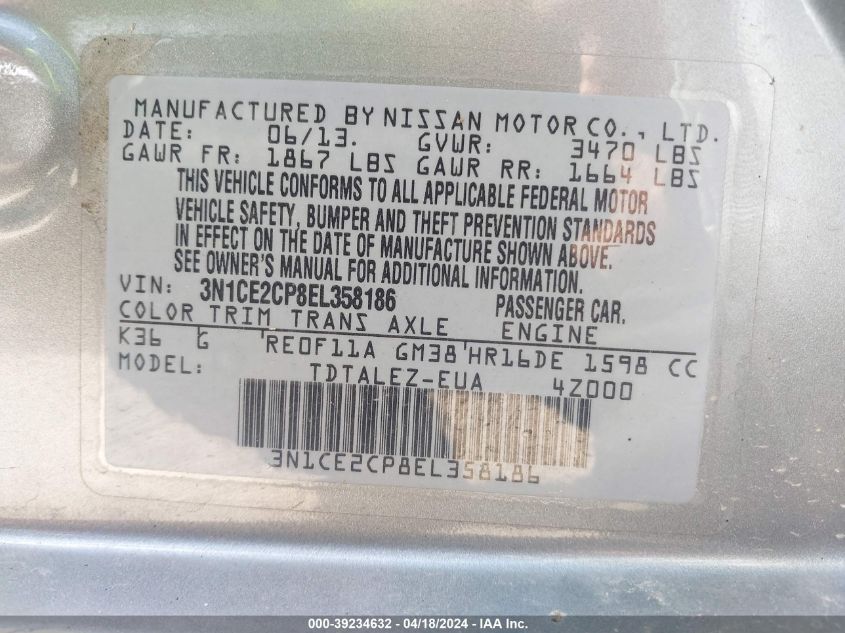 MANUFACTURED BY NISSAN MOTOR CO., LTD.
DATE: 06/13. GVWR: 3470 LBS
GAWR FR: 1867 LBS GAWR RR: 1664 LBS
THIS VEHICLE CONFORMS TO ALL APPLICABLE FEDERAL MOTOR
VEHICLE SAFETY, BUMPER AND THEFT PREVENTION STANDARDS
IN EFFECT ON THE DATE OF MANUFACTURE SHOWN ABOVE.
SEE OWNER'S MANUAL FOR ADDITIONAL INFORMATION.
VIN: 3N1CE2CP8EL358186 PASSENGER CAR.
COLOR TRIM TRANS AXLE ENGINE
K36 G 'RE0F11A GM38'HR16DE 1598 CC
MODEL: TDTALEZ-EUA 4Z000
3N1CE2CP8EL358186
000-39234632 - 04/18/2024 - IAA Inc.